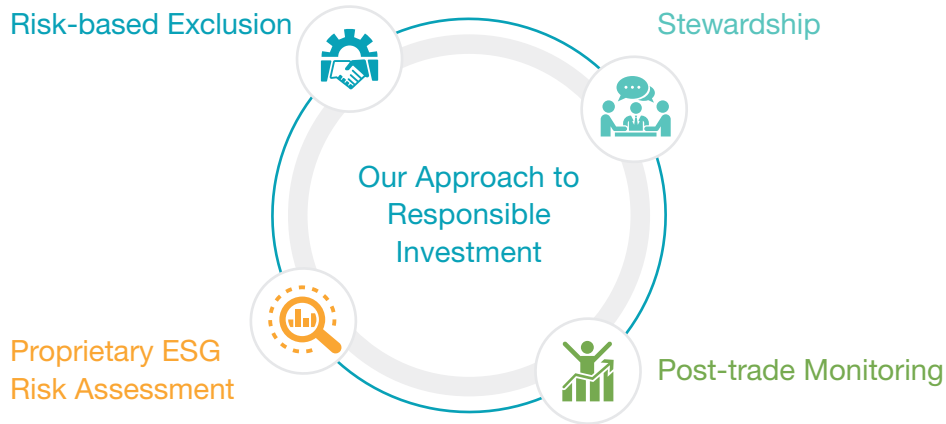 Risk-based Exclusion
Stewardship
Our Approach to
Responsible
Investment
Proprietary ESG
Risk Assessment
Post-trade Monitoring